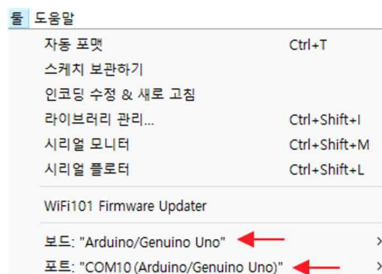 툴 도움말
자동 포맷 Ctrl+T
스케치 보관하기
인코딩 수정 & 새로 고침
라이브러리 관리... Ctrl+Shift+I
시리얼 모니터 Ctrl+Shift+M
시리얼 플로터 Ctrl+Shift+L
WiFi101 Firmware Updater
보드: "Arduino/Genuino Uno"
포트: "COM10 (Arduino/Genuino Uno)"